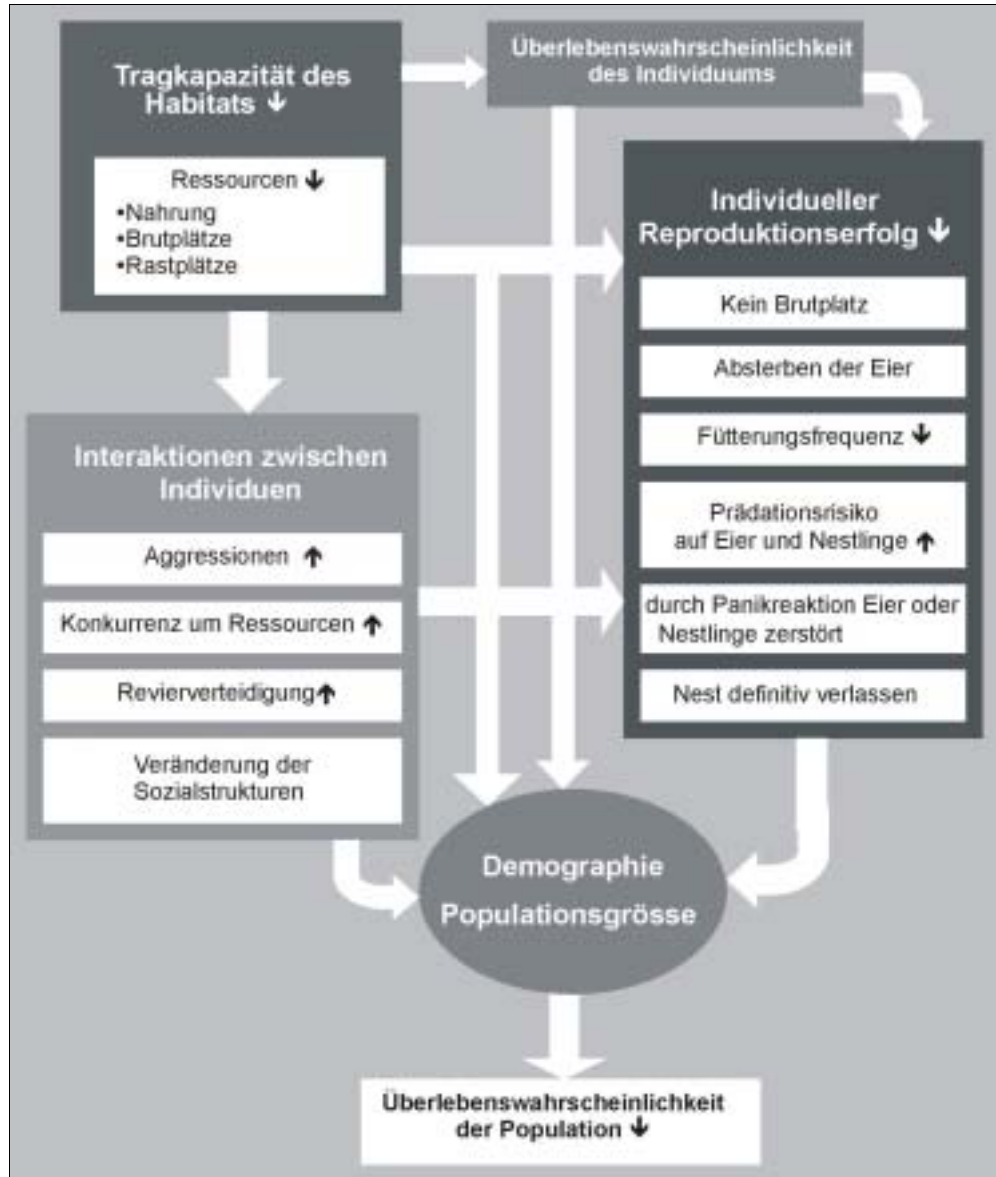 Tragkapazität des
Habitats ↓
Ressourcen ↓
•Nahrung
•Brutplätze
•Rastplätze
Überlebenswahrscheinlichkeit
des Individuums
Individueller
Reproduktionserfolg ↓
Kein Brutplatz
Absterben der Eier
Fütterungsfrequenz ↓
Prädationsrisiko
auf Eier und Nestlinge ↑
durch Panikreaktion Eier oder
Nestlinge zerstört
Nest definitiv verlassen
Interaktionen zwischen
Individuen
Aggressionen ↑
Konkurrenz um Ressourcen ↑
Revierverteidigung↑
Veränderung der
Sozialstrukturen
Demographie
Populationsgrösse
Überlebenswahrscheinlichkeit
der Population ↓